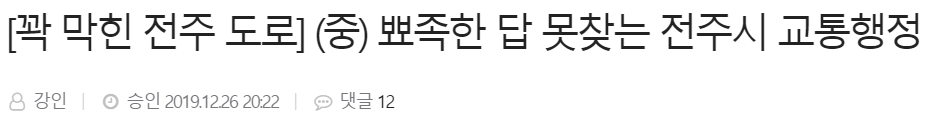 [꽉 막힌 전주 도로] (중) 뾰족한 답 못찾는 전주시 교통행정
강인 | 승인 2019.12.26 20:22 | 댓글 12